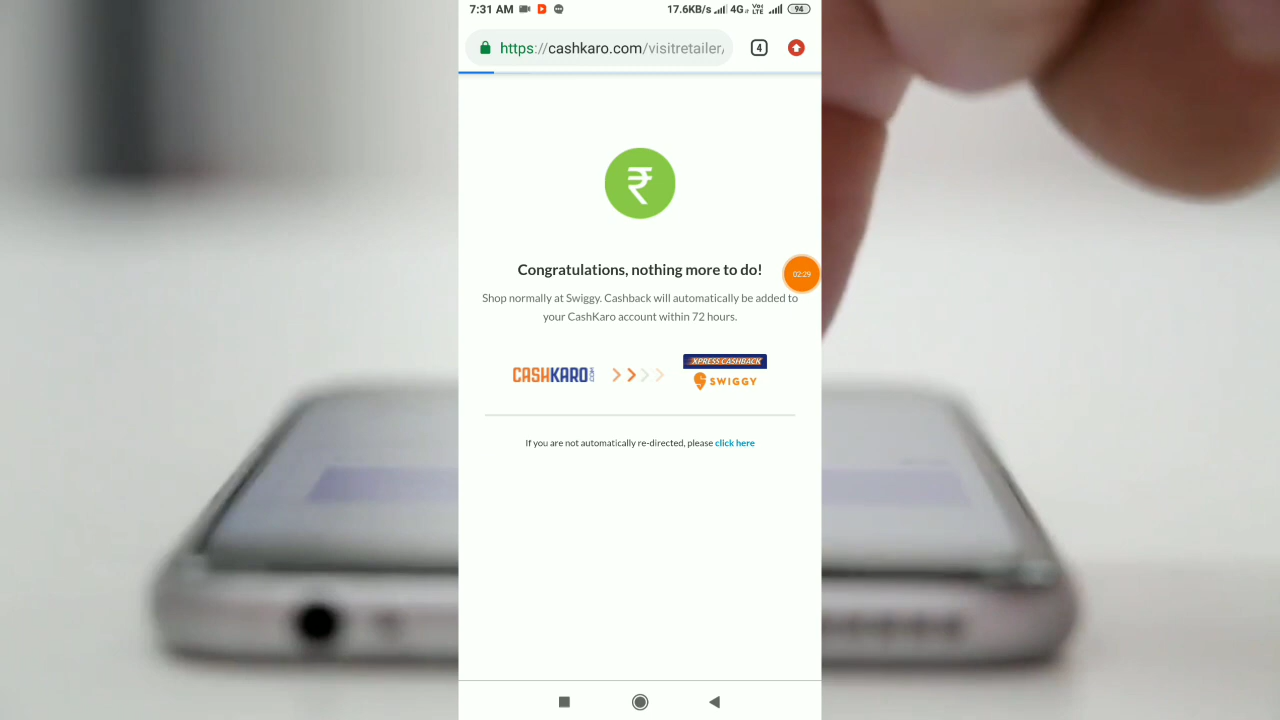 7:31 AM 17.6KB/s 4G VoLTE 94
https://cashkaro.com/visitretailer/ 4
Congratulations, nothing more to do!
02:29
Shop normally at Swiggy. Cashback will automatically be added to
your CashKaro account within 72 hours.
XPRESS CASHBACK
CASHKARO.COM SWIGGY
If you are not automatically re-directed, please click here